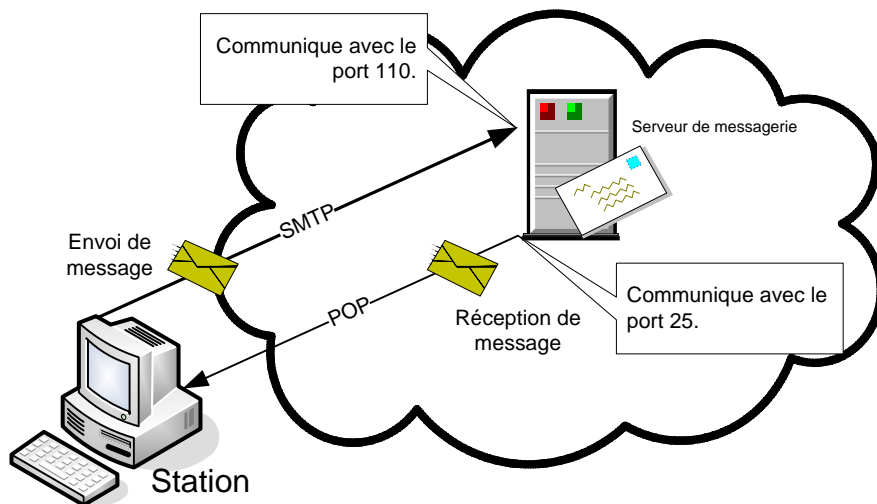 Communique avec le
port 110.
Serveur de messagerie
SMTP
Envoi de
message
Communique avec le
port 25.
POP
Réception de
message
Station